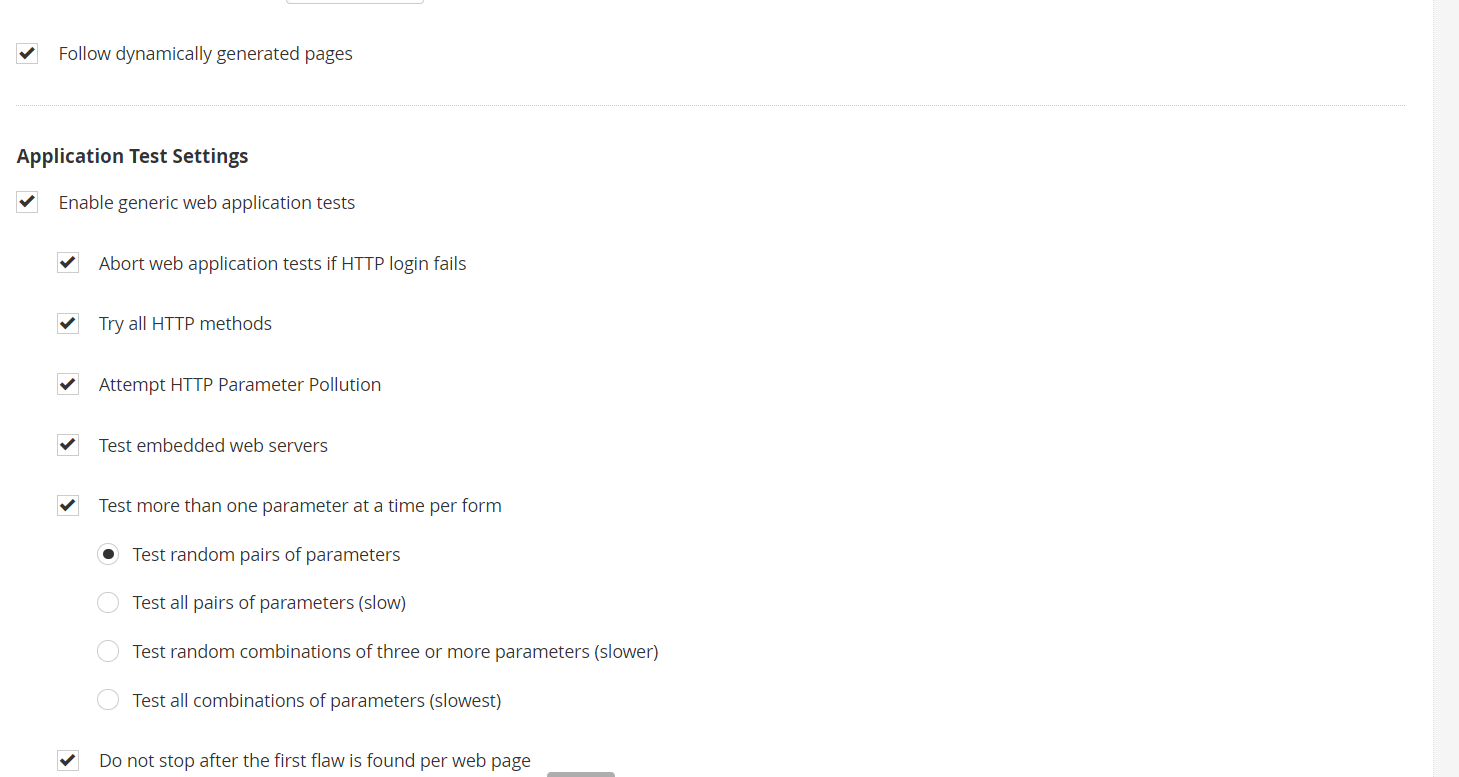 Follow dynamically generated pages
Application Test Settings
Enable generic web application tests
Abort web application tests if HTTP login fails
Try all HTTP methods
Attempt HTTP Parameter Pollution
Test embedded web servers
Test more than one parameter at a time per form
Test random pairs of parameters
Test all pairs of parameters (slow)
Test random combinations of three or more parameters (slower)
Test all combinations of parameters (slowest)
Do not stop after the first flaw is found per web page